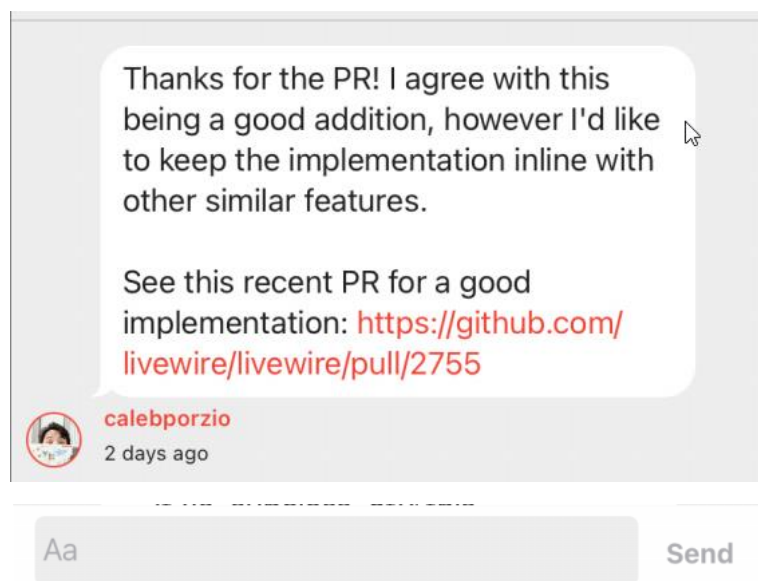 Thanks for the PR! I agree with this
being a good addition, however I'd like
to keep the implementation inline with
other similar features.
See this recent PR for a good
implementation: https://github.com/
livewire/livewire/pull/2755
calebporzio
2 days ago
Aa
Send